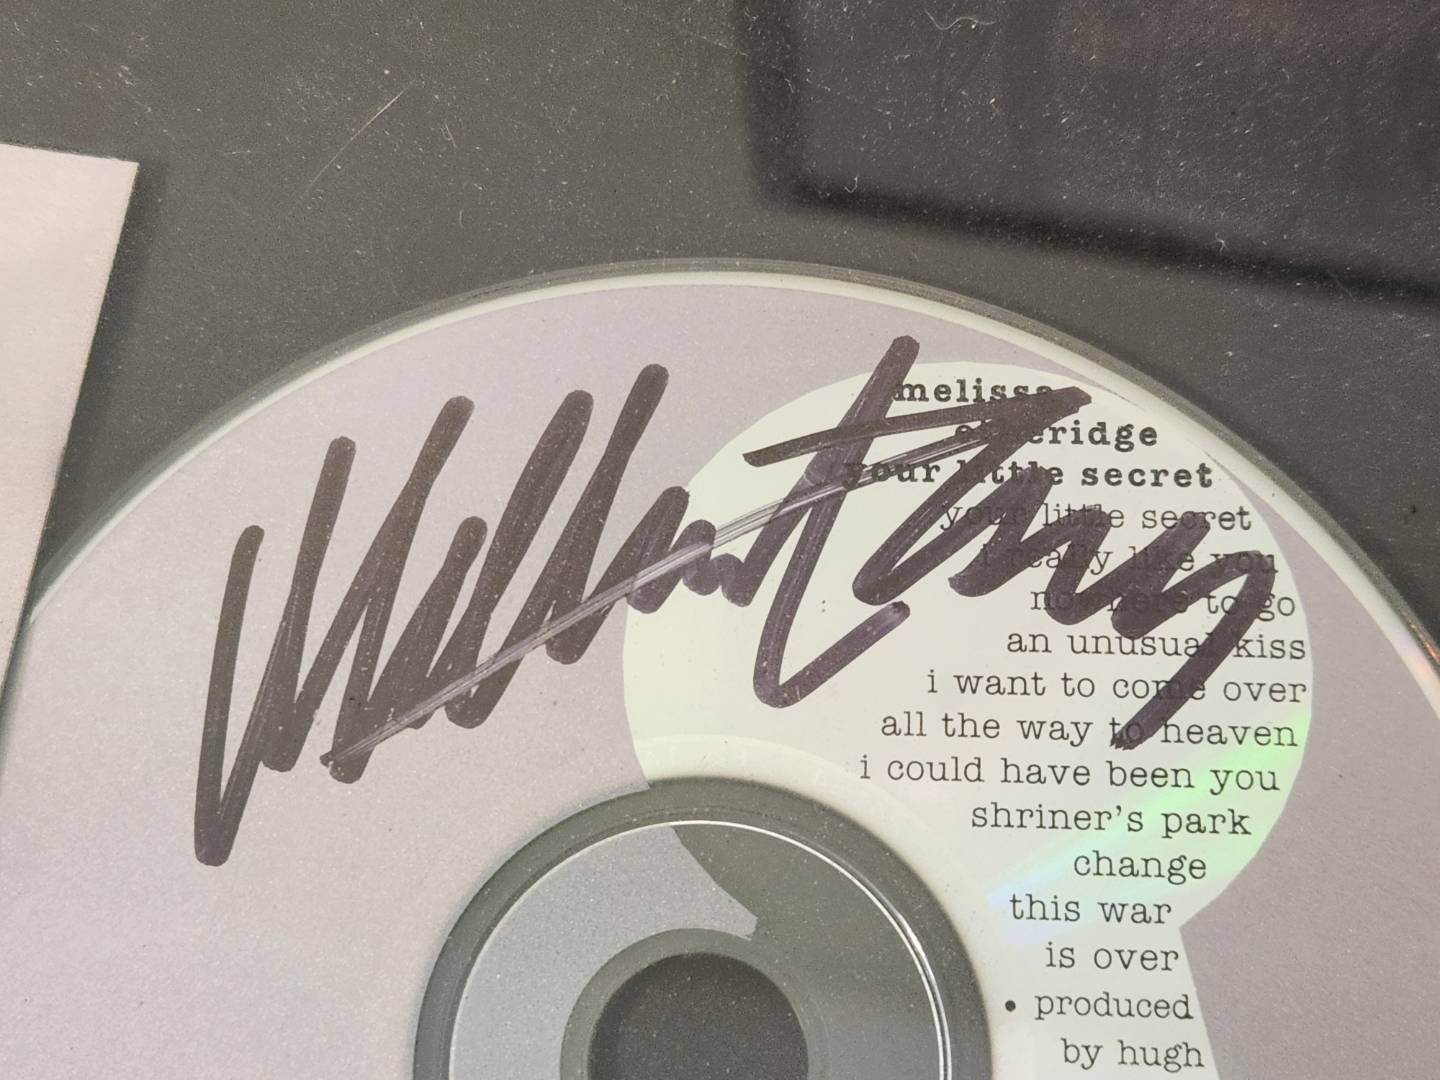 melissa
etheridge
your little secret
your little secret
i really like you
nowhere to go
an unusual kiss
i want to come over
all the way to heaven
i could have been you
shriner's park
change
this war
is over
• produced
by hugh